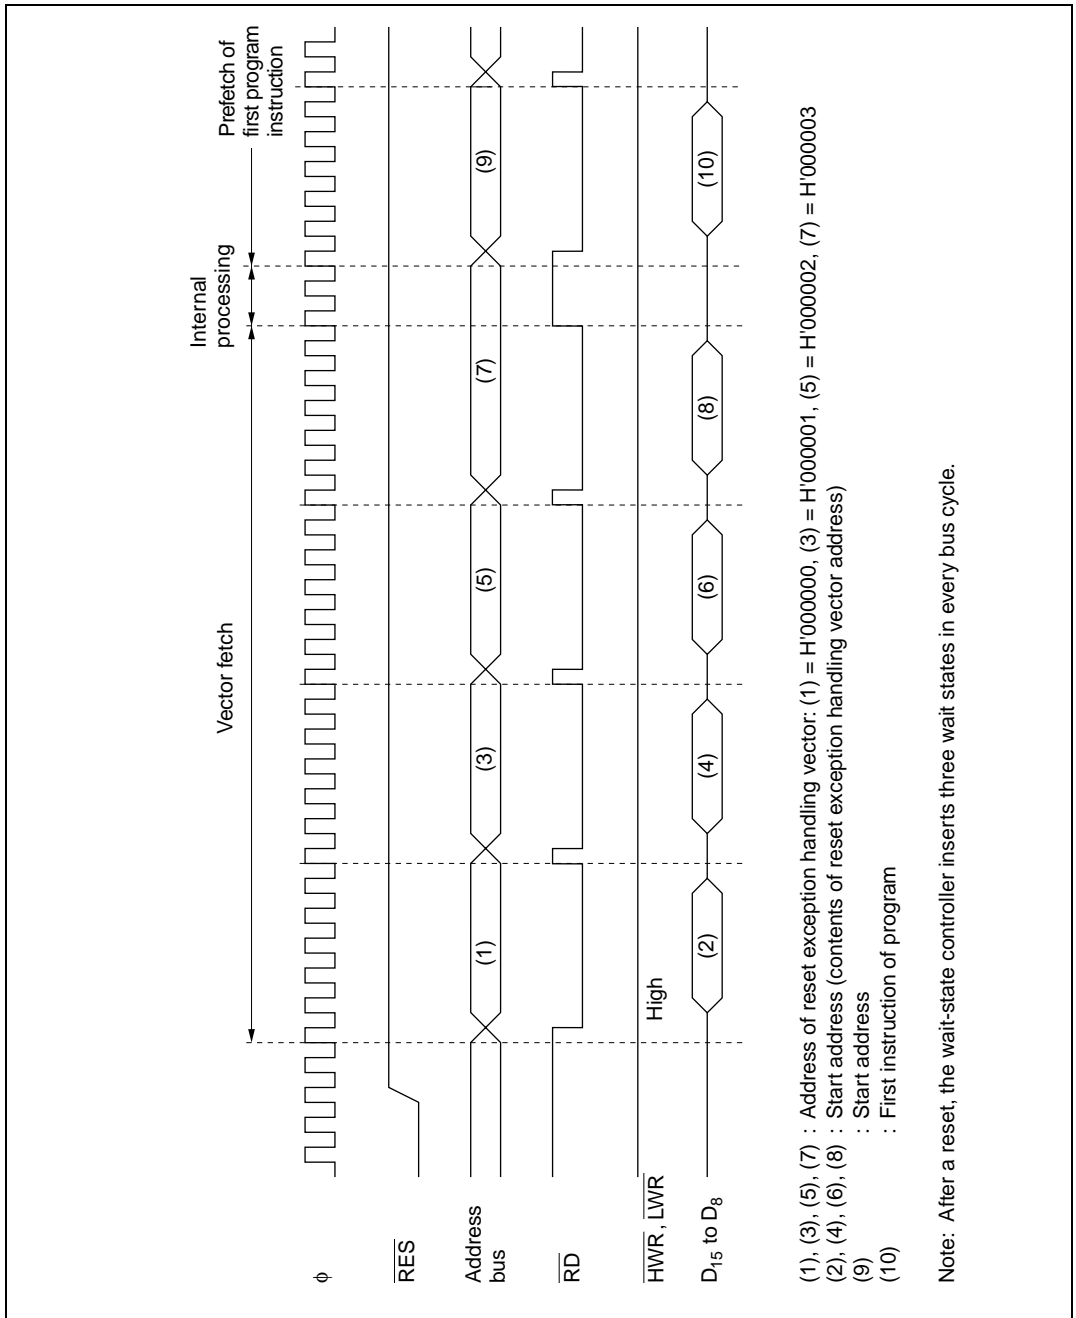 Vector fetch
Internal
processing
Prefetch of
first program
instruction
φ
RES
Address
bus
(1)
(3)
(5)
(7)
(9)
RD
HWR , LWR
High
D15 to D8
(2)
(4)
(6)
(8)
(10)
(1), (3), (5), (7) : Address of reset exception handling vector: (1) = H'000000, (3) = H'000001, (5) = H'000002, (7) = H'000003
(2), (4), (6), (8) : Start address (contents of reset exception handling vector address)
(9) : Start address
(10) : First instruction of program
Note: After a reset, the wait-state controller inserts three wait states in every bus cycle.